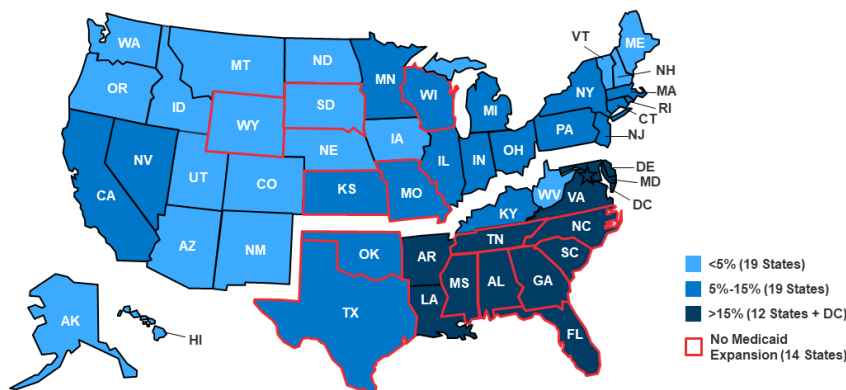 WA
MT
ND
MN
VT
ME
OR
ID
SD
WI
NY
NH
MA
RI
CT
WY
MI
PA
NJ
NV
NE
IA
IL
IN
OH
CA
UT
CO
KS
MO
KY
WV
VA
DE
MD
DC
AZ
NM
OK
AR
TN
NC
SC
MS
AL
GA
TX
LA
FL
AK
HI
<5% (19 States)
5%-15% (19 States)
>15% (12 States + DC)
No Medicaid
Expansion (14 States)